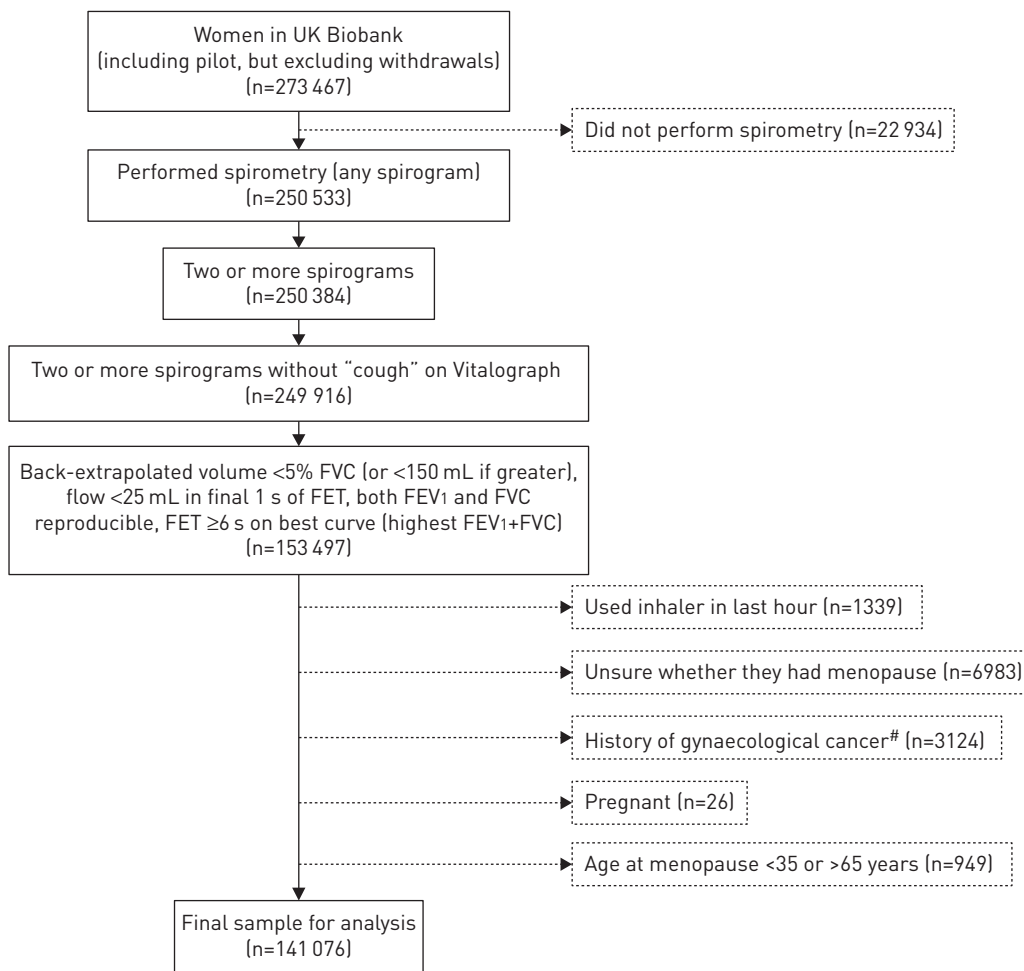 Women in UK Biobank
(including pilot, but excluding withdrawals)
(n=273 467)
Did not perform spirometry (n=22 934)
Performed spirometry (any spirogram)
(n=250 533)
Two or more spirograms
(n=250 384)
Two or more spirograms without “cough” on Vitalograph
(n=249 916)
Back-extrapolated volume <5% FVC (or <150 mL if greater),
flow <25 mL in final 1 s of FET, both FEV1 and FVC
reproducible, FET ≥6 s on best curve (highest FEV1+FVC)
(n=153 497)
Used inhaler in last hour (n=1339)
Unsure whether they had menopause (n=6983)
History of gynaecological cancer# (n=3124)
Pregnant (n=26)
Age at menopause <35 or >65 years (n=949)
Final sample for analysis
(n=141 076)